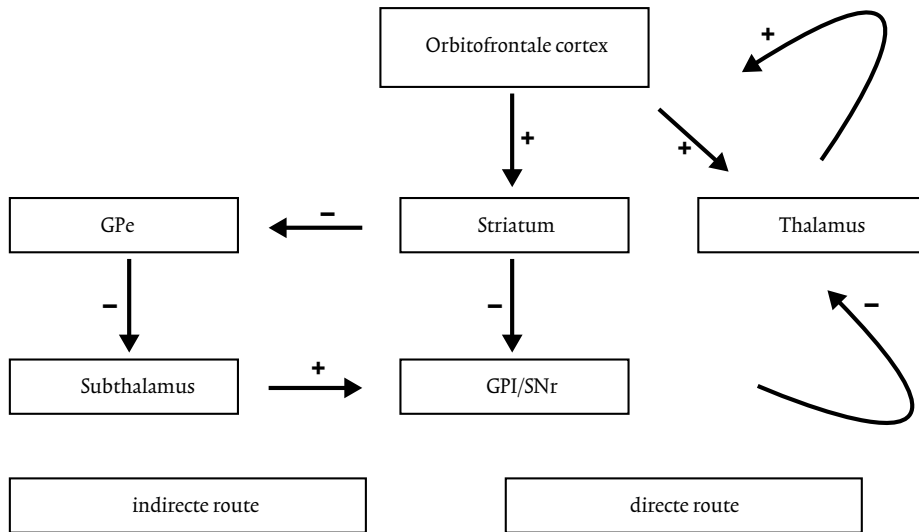 Orbitofrontale cortex
+
+
+
GPe
–
Striatum
Thalamus
–
–
–
Subthalamus
+
GPI/SNr
indirecte route
directe route